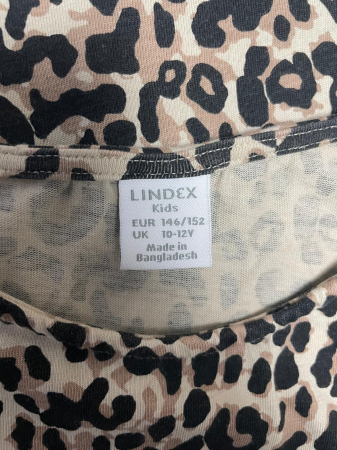 LINDEX
Kids
EUR 146/152
UK 10-12Y
Made in
Bangladesh